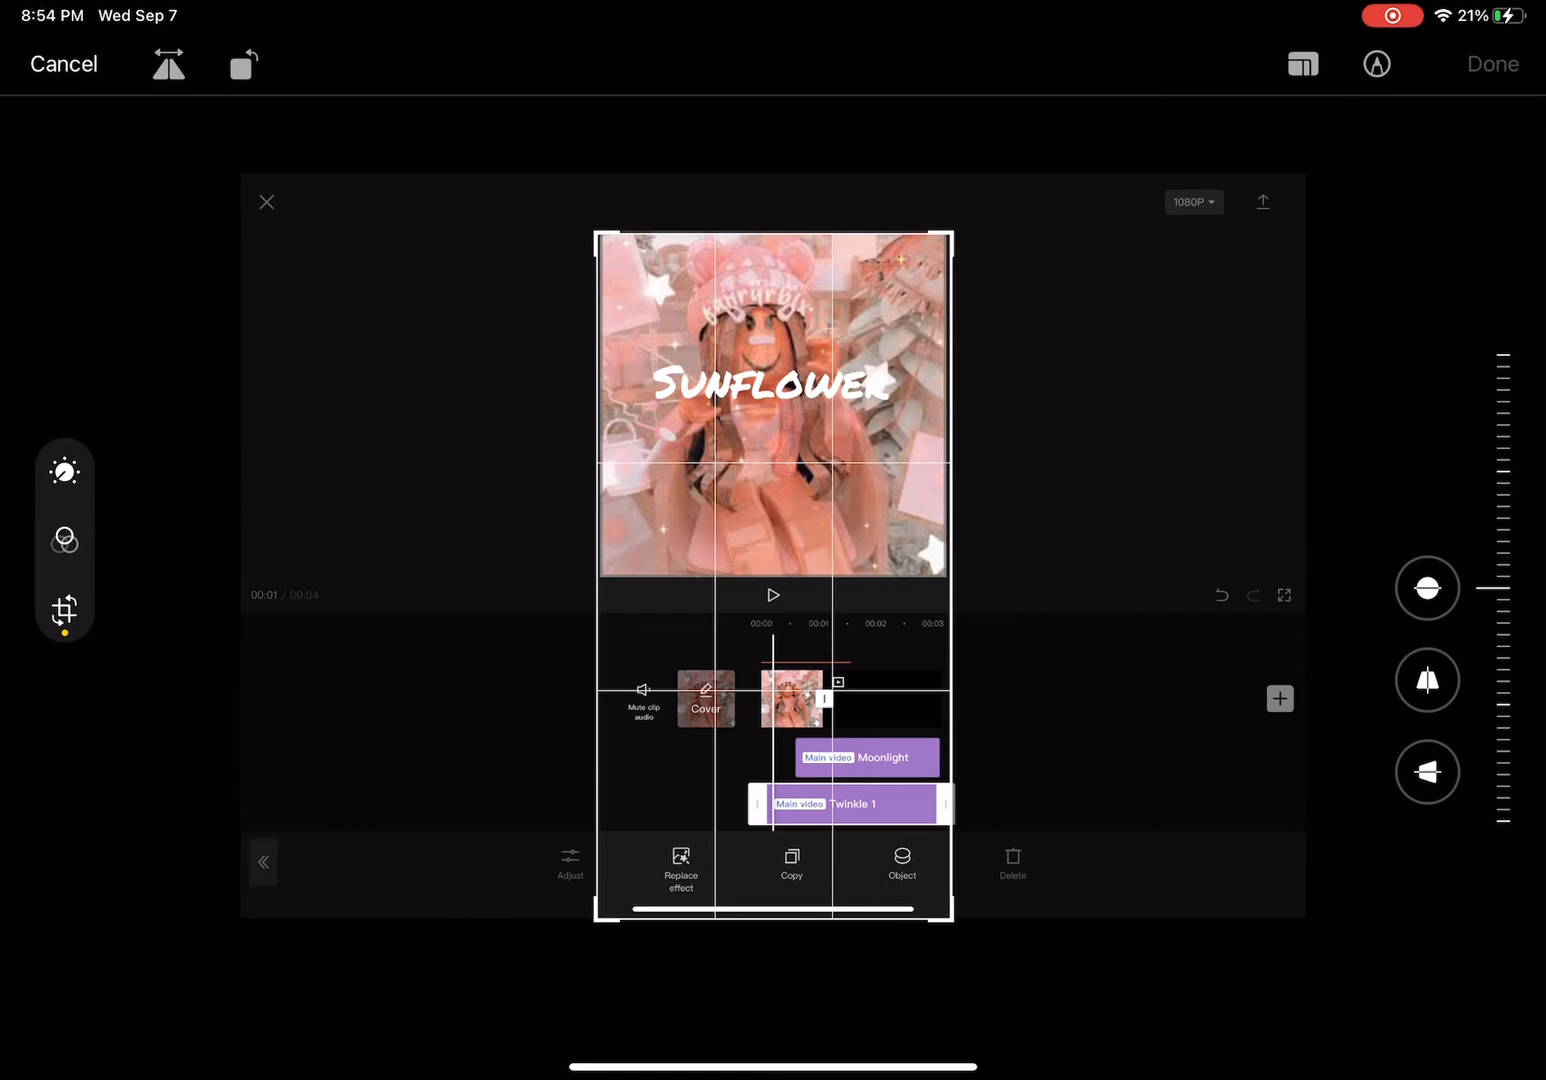 8:54 PM Wed Sep 7
21%
Cancel
Done
1080P
SUNFLOWER
00:01 / 00:04
00:00 00:01 00:02 00:03
Mute clip
audio
Cover
Main video Moonlight
Main video Twinkle 1
Adjust
Replace
effect
Copy
Object
Delete